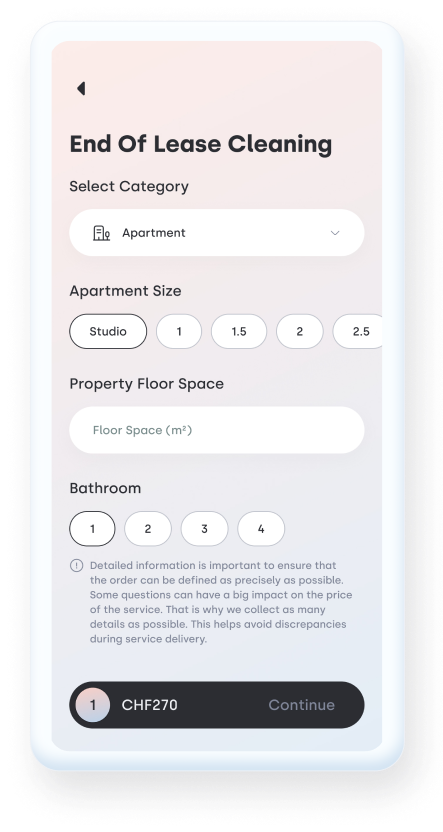 End Of Lease Cleaning
Select Category
Apartment
Apartment Size
Studio 1 1.5 2 2.5
Property Floor Space
Floor Space (m²)
Bathroom
1 2 3 4
Detailed information is important to ensure that
the order can be defined as precisely as possible.
Some questions can have a big impact on the price
of the service. That is why we collect as many
details as possible. This helps avoid discrepancies
during service delivery.
1 CHF270 Continue